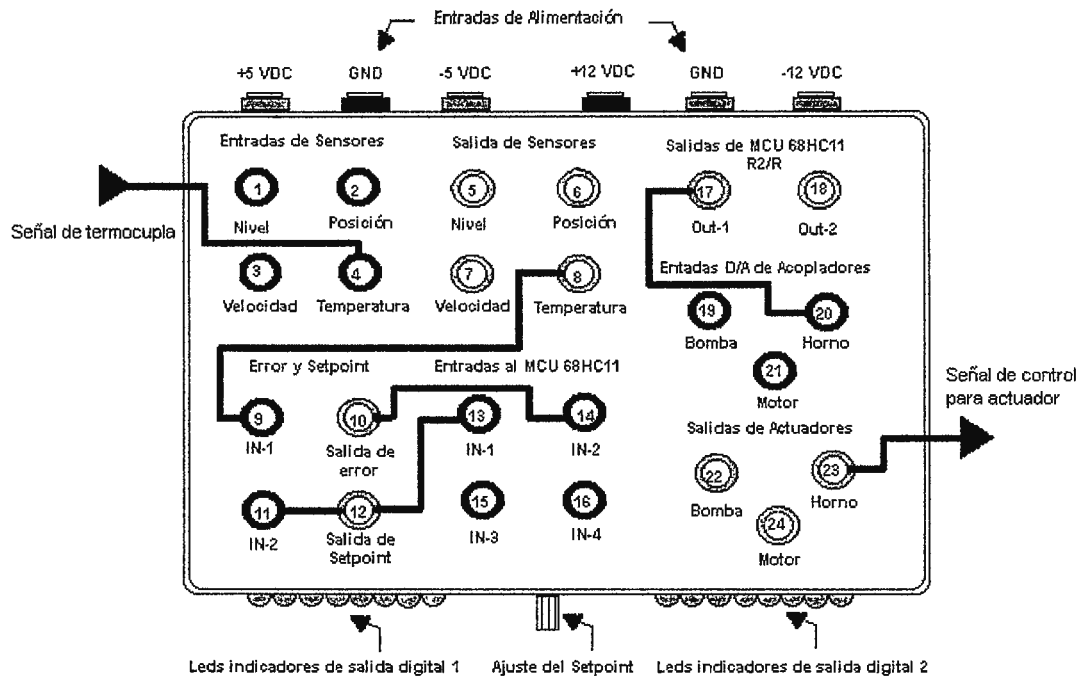 Entradas de Alimentación
+5 VDC
GND
-5 VDC
+12 VDC
GND
-12 VDC
Entradas de Sensores
Salida de Sensores
Salidas de MCU 68HC11
R2/R
1
2
5
6
17
18
Nivel
Posición
Nivel
Posición
Out-1
Out-2
Señal de termocupla
Entadas D/A de Acopladores
3
4
7
8
Velocidad
Temperatura
Velocidad
Temperatura
19
20
Bomba
Horno
21
Motor
Error y Setpoint
Entradas al MCU 68HC11
9
10
13
14
IN-1
Salida de
error
IN-1
IN-2
Señal de control
para actuador
Salidas de Actuadores
22
23
Bomba
Horno
24
Motor
11
12
15
16
IN-2
Salida de
Setpoint
IN-3
IN-4
Leds indicadores de salida digital 1
Ajuste del Setpoint
Leds indicadores de salida digital 2